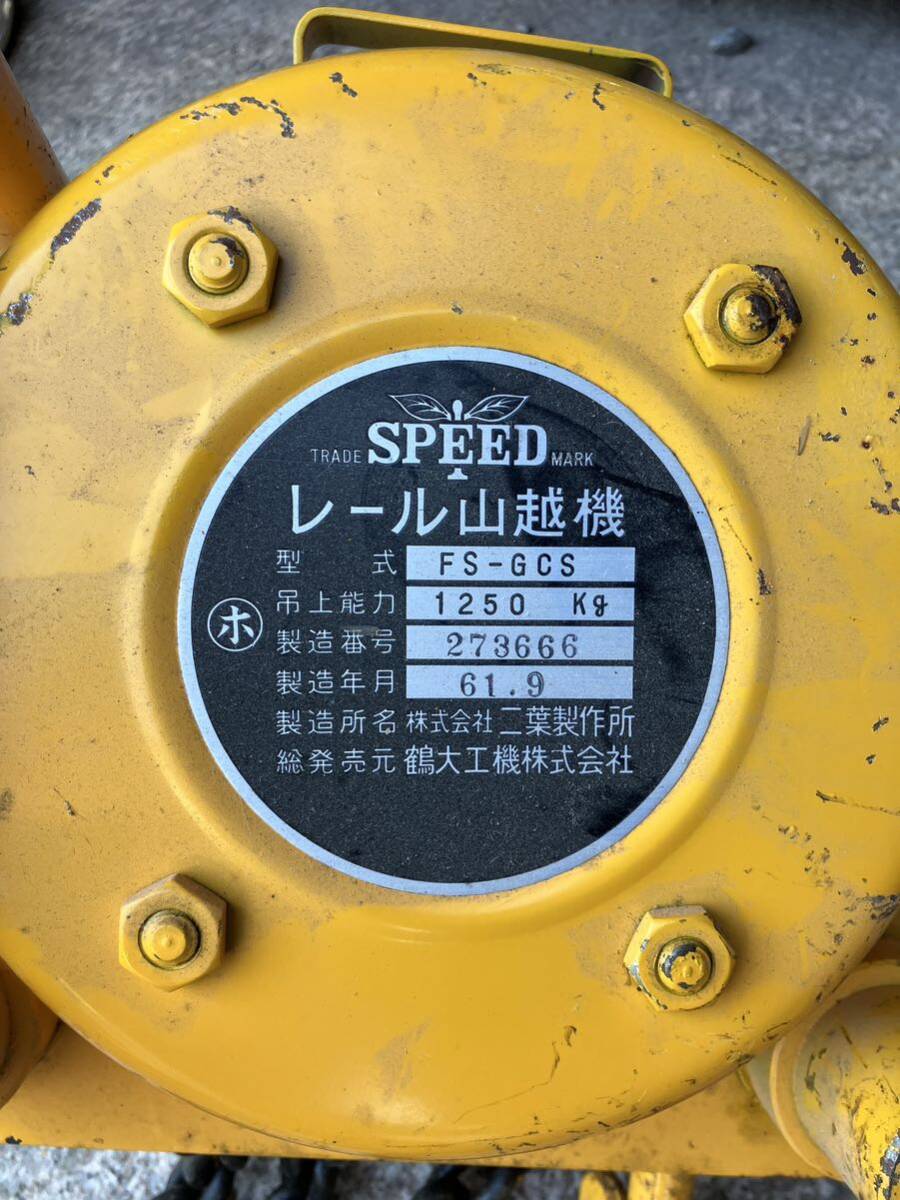 TRADE SPEED MARK
レール山越機
型 式 FS-GCS
吊上能力 1250 Kg
ホ
製造番号 273666
製造年月 61.9
製造所名 株式会社 二葉製作所
総発売元 鶴大工機株式会社